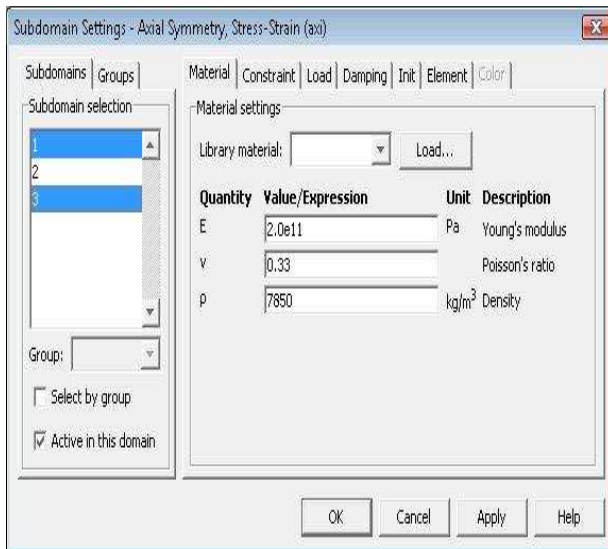 Subdomain Settings - Axial Symmetry, Stress-Strain (axi)
Subdomains Groups
Subdomain selection
1
2
3
Group:
Select by group
Active in this domain
Material Constraint Load Damping Init Element Color
Material settings
Library material: Load...
Quantity Value/Expression Unit Description
E 2.0e11 Pa Young's modulus
ν 0.33 Poisson's ratio
ρ 7850 kg/m³ Density
OK Cancel Apply Help